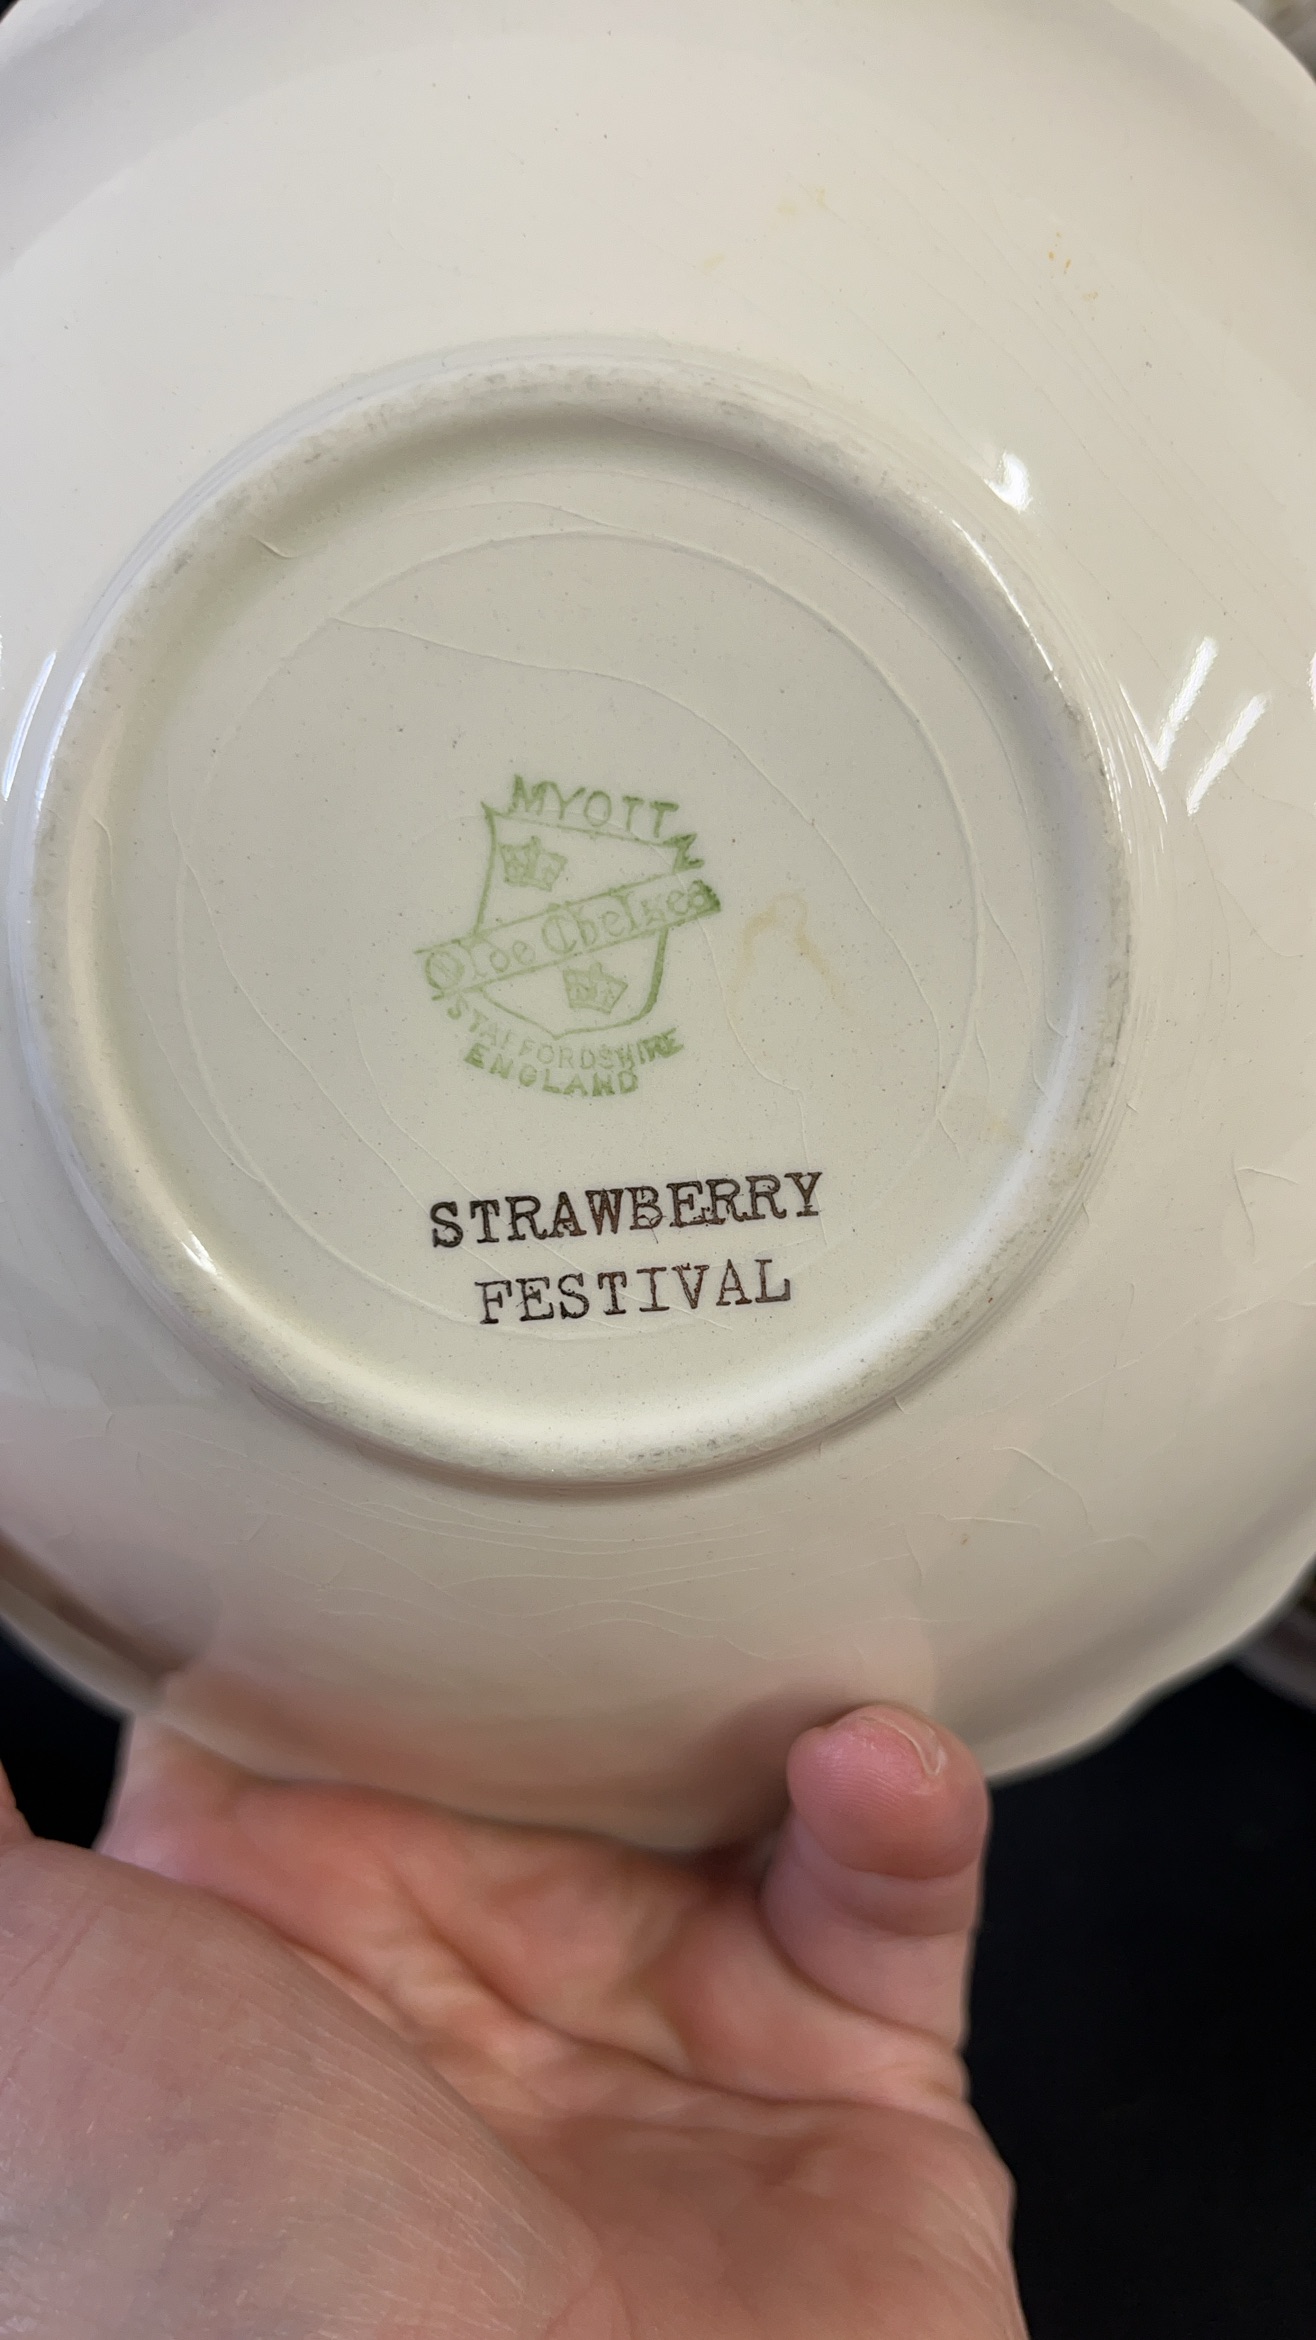 MYOTT
Olde Chelsea
STAFFORDSHIRE
ENGLAND
STRAWBERRY
FESTIVAL